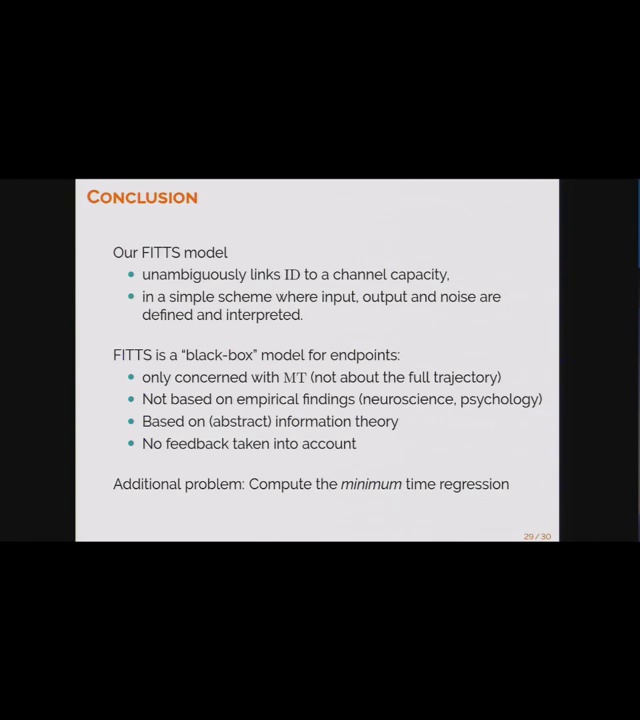 CONCLUSION
Our FITTS model
• unambiguously links ID to a channel capacity,
• in a simple scheme where input, output and noise are
defined and interpreted.
FITTS is a “black-box” model for endpoints:
• only concerned with MT (not about the full trajectory)
• Not based on empirical findings (neuroscience, psychology)
• Based on (abstract) information theory
• No feedback taken into account
Additional problem: Compute the minimum time regression
29/30